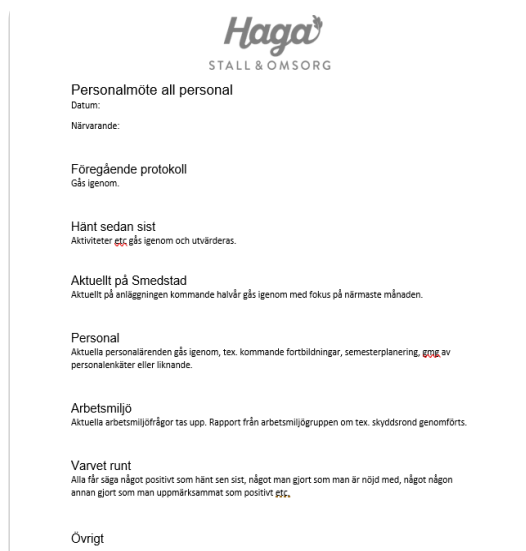 Haga
STALL & OMSORG
Personalmöte all personal
Datum:
Närvarande:
Föregående protokoll
Gås igenom.
Hänt sedan sist
Aktiviteter etc gås igenom och utvärderas.
Aktuellt på Smedstad
Aktuellt på anläggningen kommande halvår gås igenom med fokus på närmaste månaden.
Personal
Aktuella personalärenden gås igenom, tex. kommande fortbildningar, semesterplanering, gmg av
personalenkäter eller liknande.
Arbetsmiljö
Aktuella arbetsmiljöfrågor tas upp. Rapport från arbetsmiljögruppen om tex. skyddsrond genomförts.
Varvet runt
Alla får säga något positivt som hänt sen sist, något man gjort som man är nöjd med, något någon
annan gjort som man uppmärksammat som positivt etc.
Övrigt